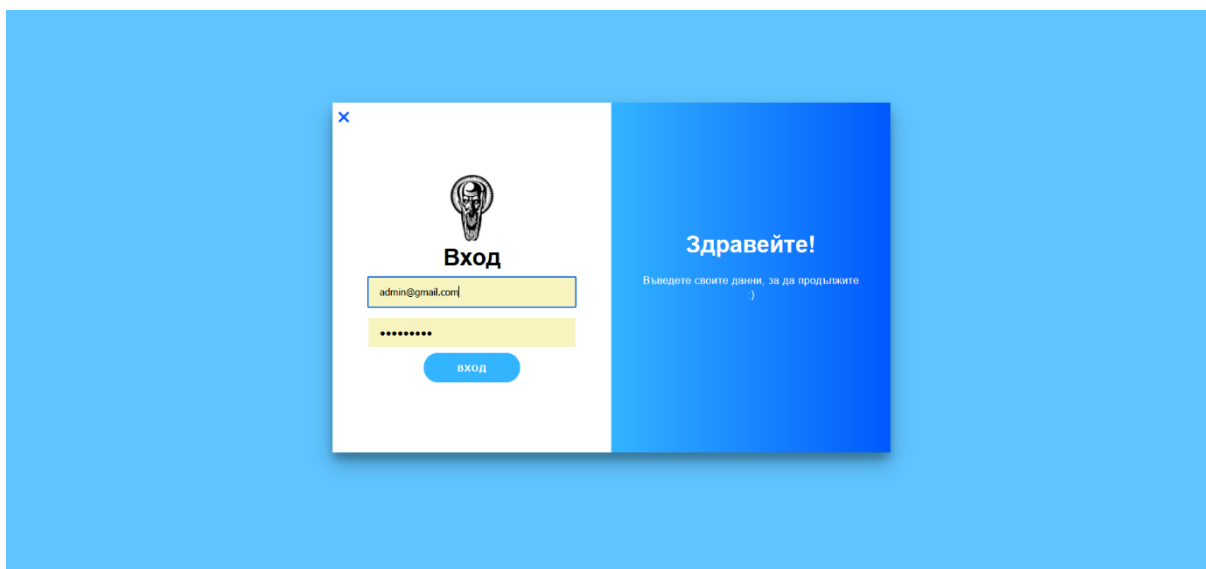 Вход
admin@gmail.com
•••••••••
вход
Здравейте!
Въведете своите данни, за да продължите
:)